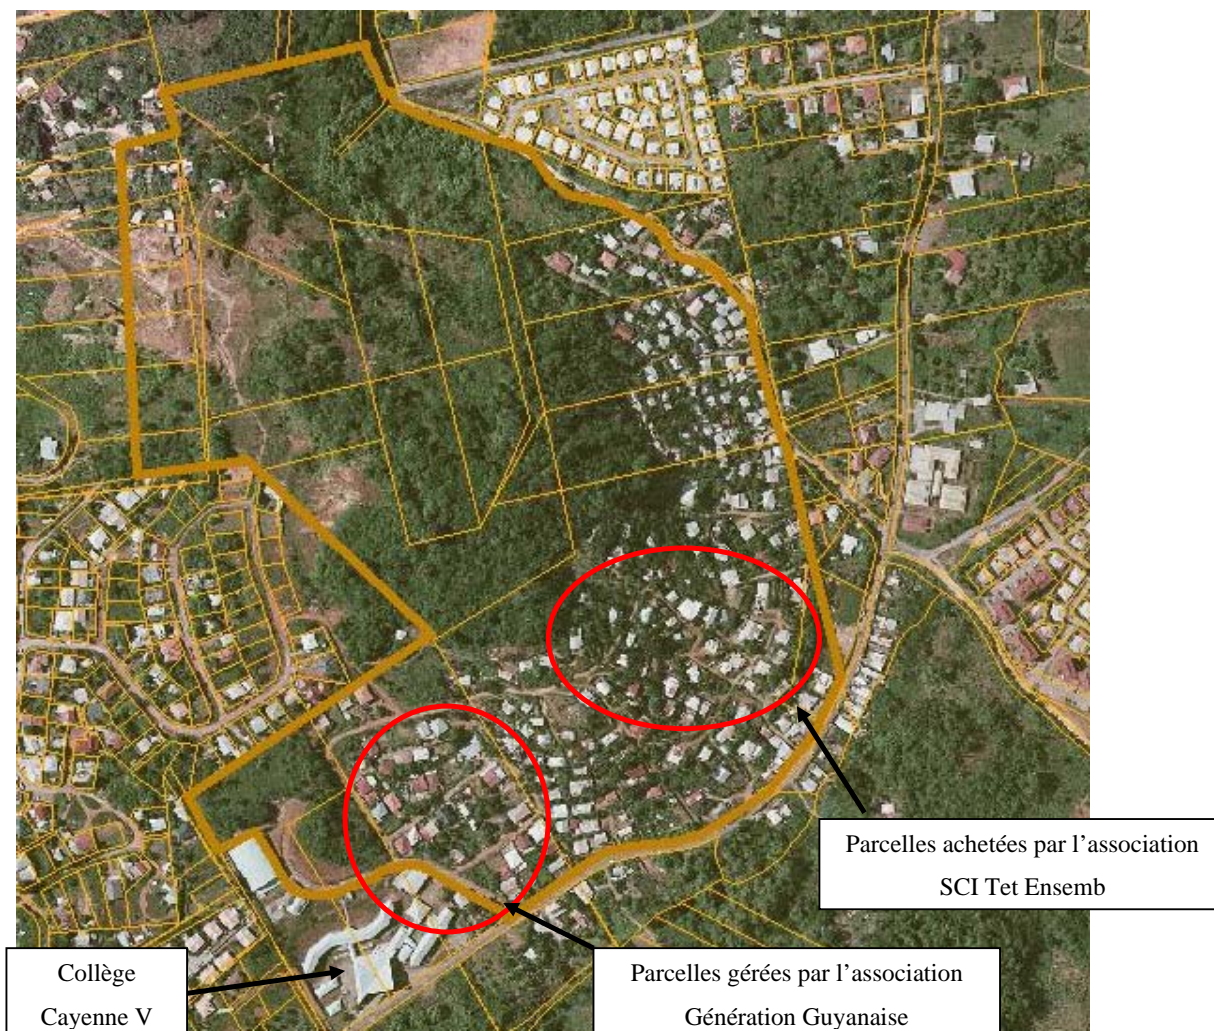 Parcelles achetées par l’association
SCI Tet Ensemb
Collège
Cayenne V
Parcelles gérées par l’association
Génération Guyanaise